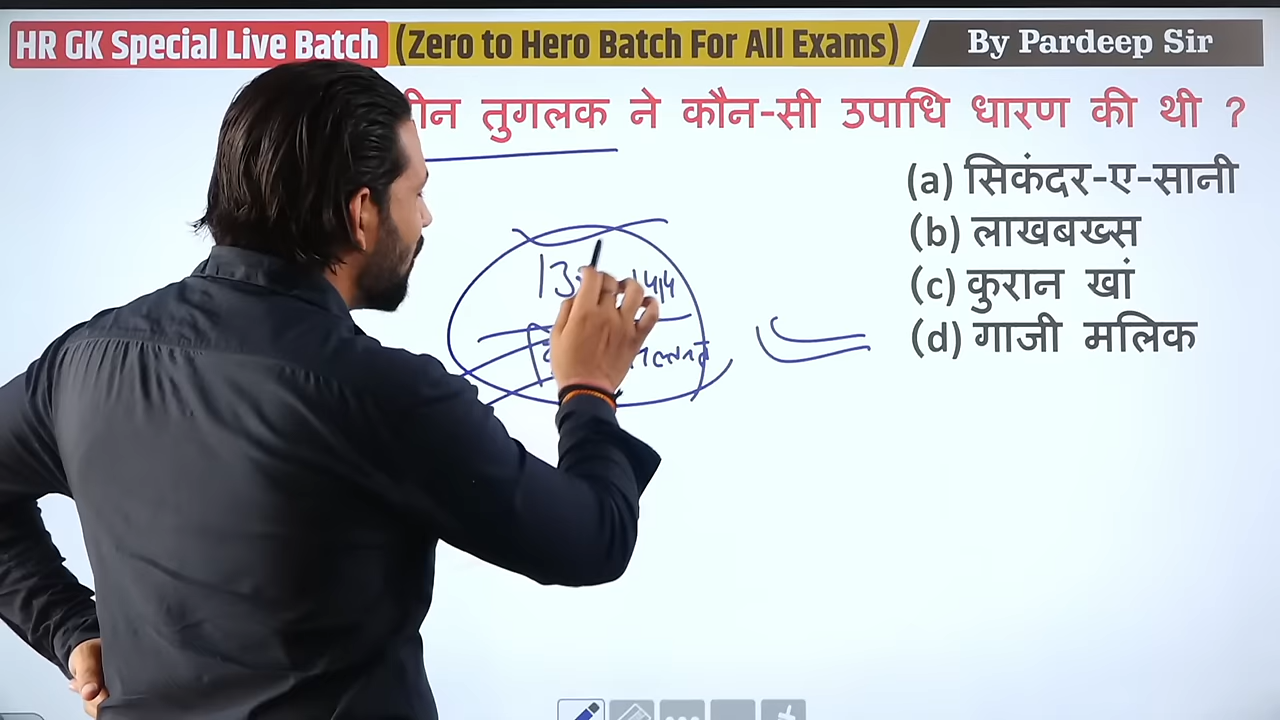 HR GK Special Live Batch (Zero to Hero Batch For All Exams) By Pardeep Sir
तुगलक ने कौन-सी उपाधि धारण की थी ?
(a) सिकंदर-ए-सानी
(b) लाखबख्स
(c) कुरान खां
(d) गाजी मलिक